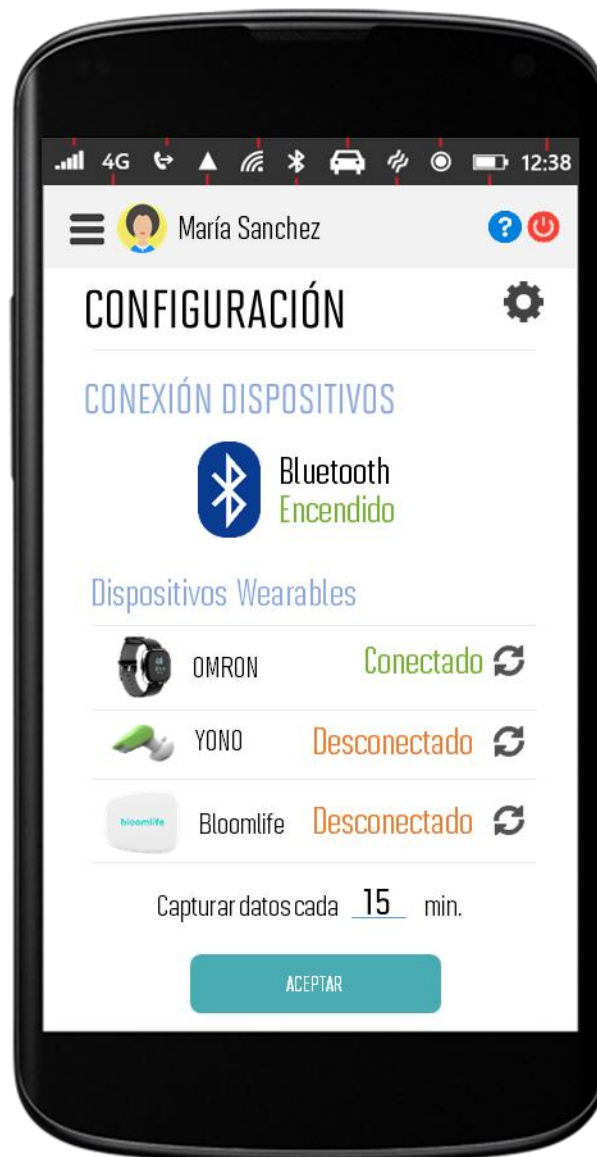 4G 12:38
María Sanchez
CONFIGURACIÓN
CONEXIÓN DISPOSITIVOS
Bluetooth
Encendido
Dispositivos Wearables
OMRON Conectado
YONO Desconectado
bloomlife Bloomlife Desconectado
Capturar datos cada 15 min.
ACEPTAR